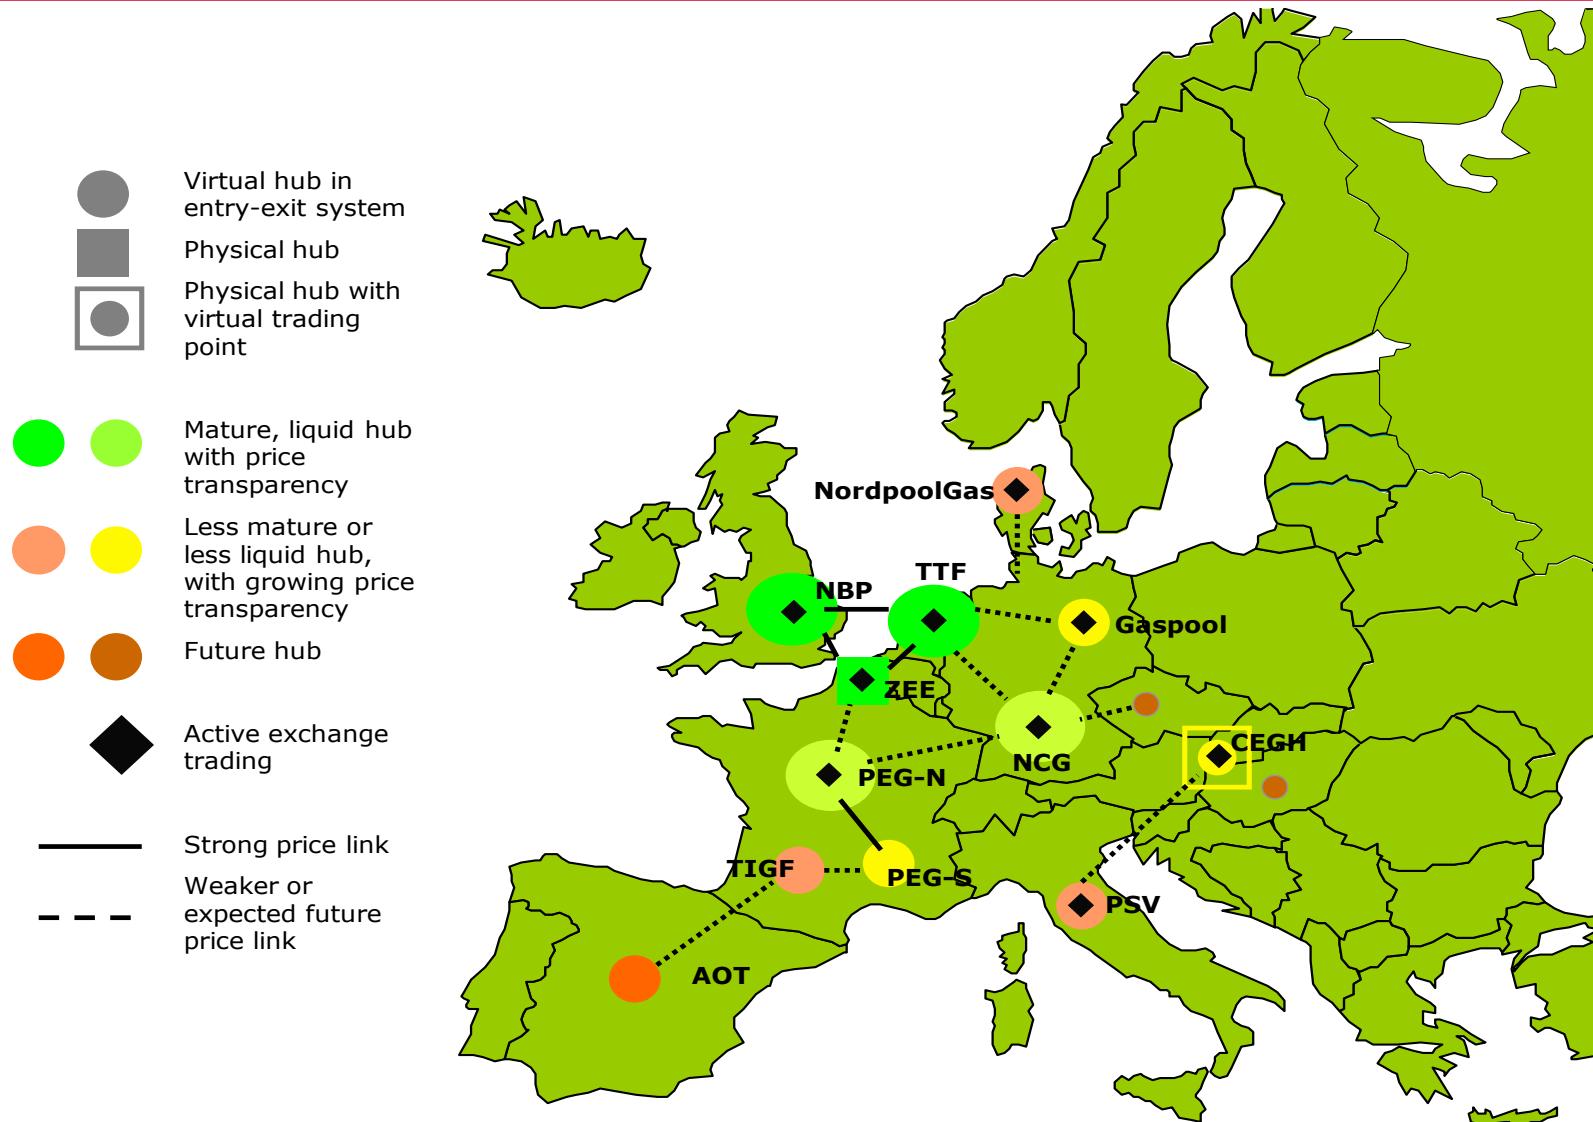 Virtual hub in
entry-exit system
Physical hub
Physical hub with
virtual trading
point
Mature, liquid hub
with price
transparency
Less mature or
less liquid hub,
with growing price
transparency
Future hub
Active exchange
trading
Strong price link
Weaker or
expected future
price link
NordpoolGas
TTF
NBP
Gaspool
ZEE
CEGH
NCG
PEG-N
TIGF
PEG-S
PSV
AOT